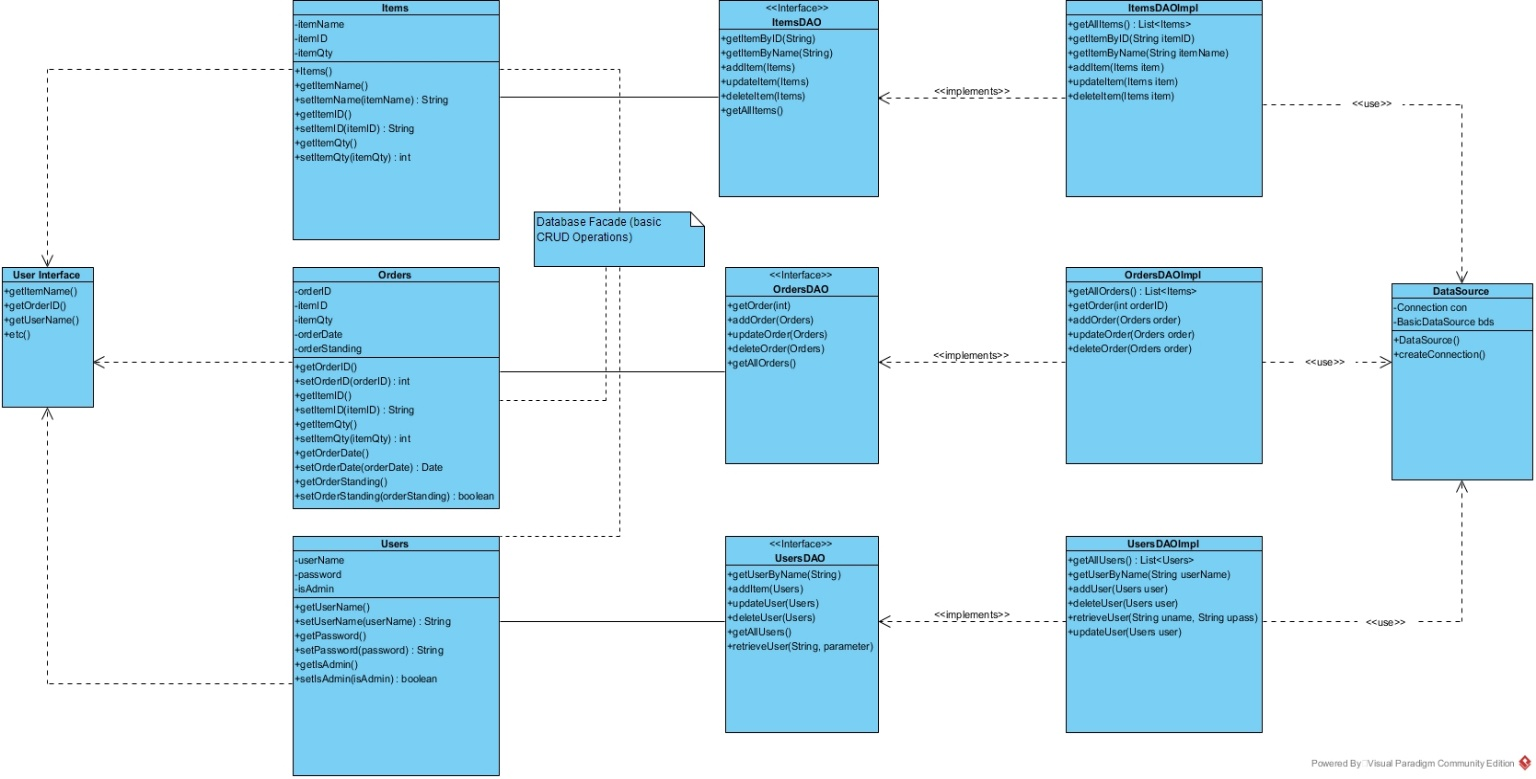 Items
-itemName
-itemID
-itemQty
+Items()
+getItemName()
+setItemName(itemName) : String
+getItemID()
+setItemID(itemID) : String
+getItemQty()
+setItemQty(itemQty) : int
<<Interface>>
ItemsDAO
+getItemByID(String)
+getItemByName(String)
+addItem(Items)
+updateItem(Items)
+deleteItem(Items)
+getAllItems()
<<implements>>
ItemsDAOImpl
+getAllItems() : List<Items>
+getItemByID(String itemID)
+getItemByName(String itemName)
+addItem(Items item)
+updateItem(Items item)
+deleteItem(Items item)
<<use>>
Database Facade (basic
CRUD Operations)
User Interface
+getItemName()
+getOrderID()
+getUserName()
+etc()
Orders
-orderID
-itemID
-itemQty
-orderDate
-orderStanding
+getOrderID()
+setOrderID(orderID) : int
+getItemID()
+setItemID(itemID) : String
+getItemQty()
+setItemQty(itemQty) : int
+getOrderDate()
+setOrderDate(orderDate) : Date
+getOrderStanding()
+setOrderStanding(orderStanding) : boolean
<<Interface>>
OrdersDAO
+getOrder(int)
+addOrder(Orders)
+updateOrder(Orders)
+deleteOrder(Orders)
+getAllOrders()
<<implements>>
OrdersDAOImpl
+getAllOrders() : List<Items>
+getOrder(int orderID)
+addOrder(Orders order)
+updateOrder(Orders order)
+deleteOrder(Orders order)
<<use>>
DataSource
-Connection con
-BasicDataSource bds
+DataSource()
+createConnection()
Users
-userName
-password
-isAdmin
+getUserName()
+setUserName(userName) : String
+getPassword()
+setPassword(password) : String
+getIsAdmin()
+setIsAdmin(isAdmin) : boolean
<<Interface>>
UsersDAO
+getUserByName(String)
+addItem(Users)
+updateUser(Users)
+deleteUser(Users)
+getAllUsers()
+retrieveUser(String, parameter)
<<implements>>
UsersDAOImpl
+getAllUsers() : List<Users>
+getUserByName(String userName)
+addUser(Users user)
+deleteUser(Users user)
+retrieveUser(String uname, String upass)
+updateUser(Users user)
<<use>>
Powered By Visual Paradigm Community Edition